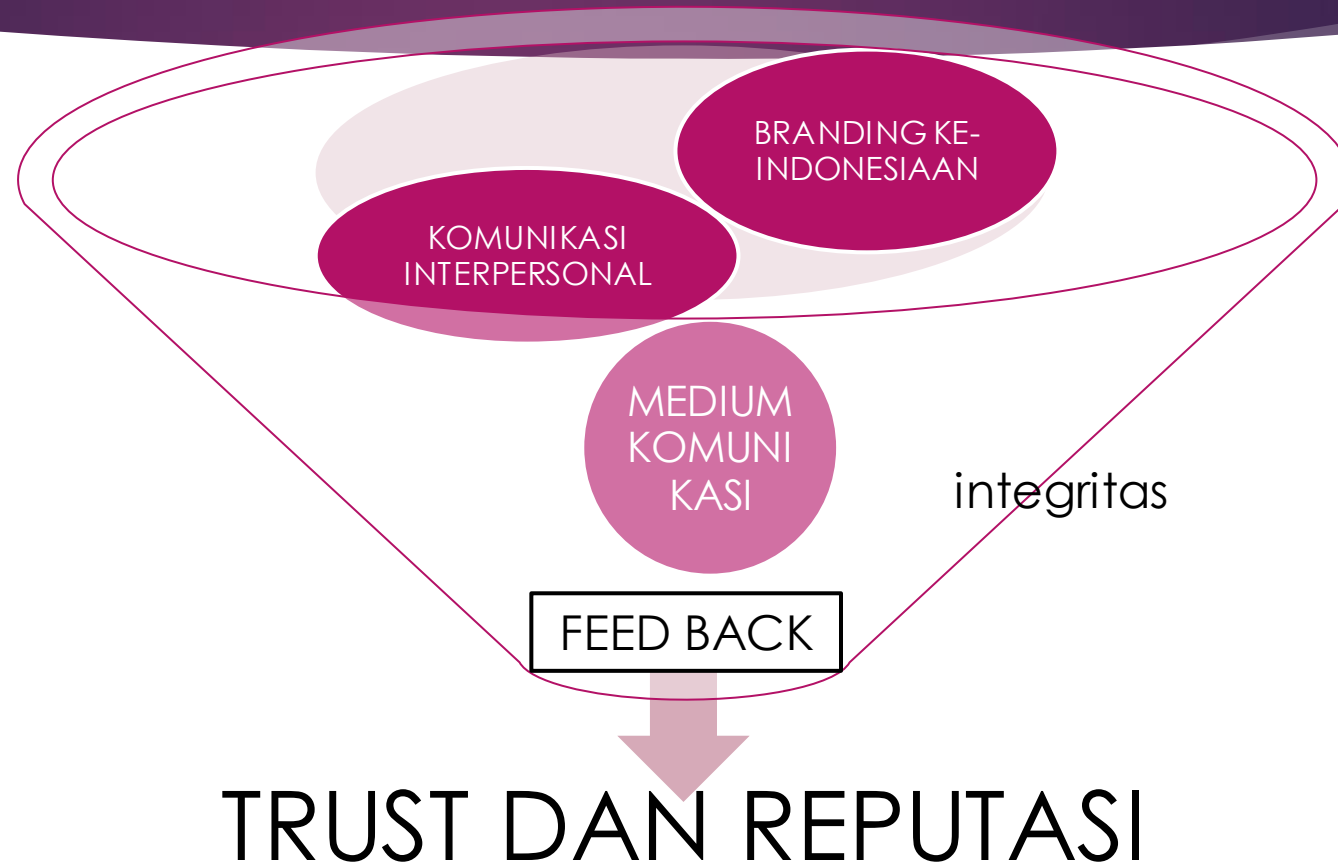 BRANDING KE-
INDONESIAAN
KOMUNIKASI
INTERPERSONAL
MEDIUM
KOMUNI
KASI
integritas
FEED BACK
TRUST DAN REPUTASI